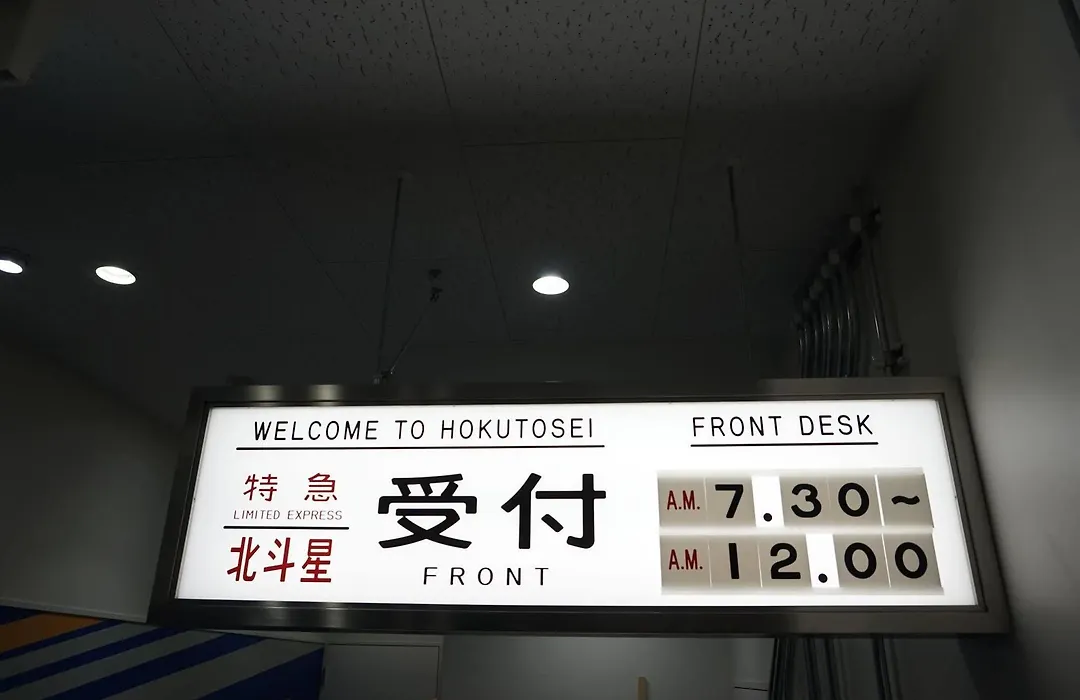 WELCOME TO HOKUTOSEI
特急
LIMITED EXPRESS
北斗星
受付
FRONT
FRONT DESK
A.M. 7.30~
A.M. 12.00